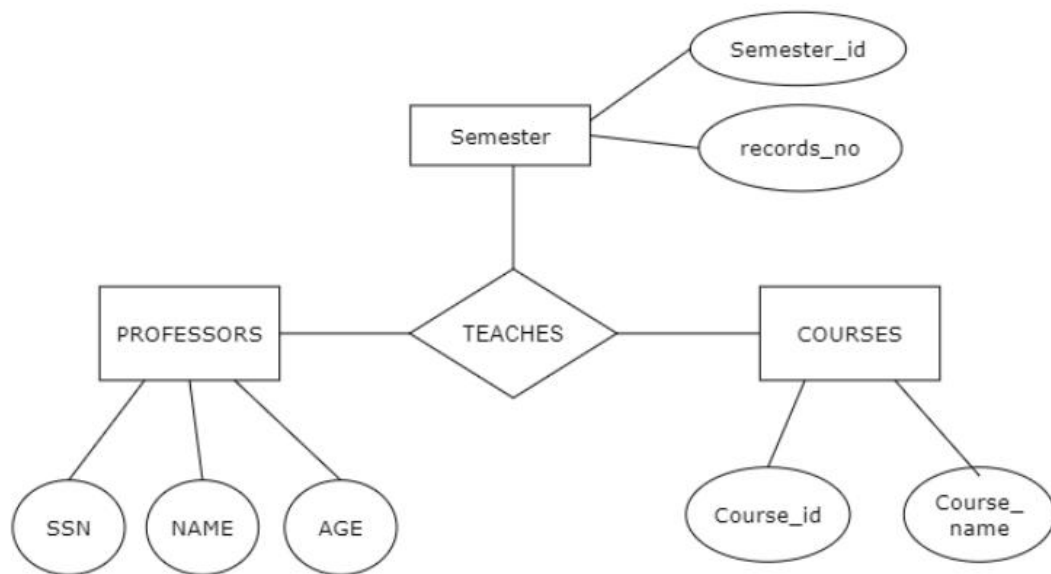 Semester_id
Semester
records_no
PROFESSORS
TEACHES
COURSES
SSN
NAME
AGE
Course_id
Course_
name